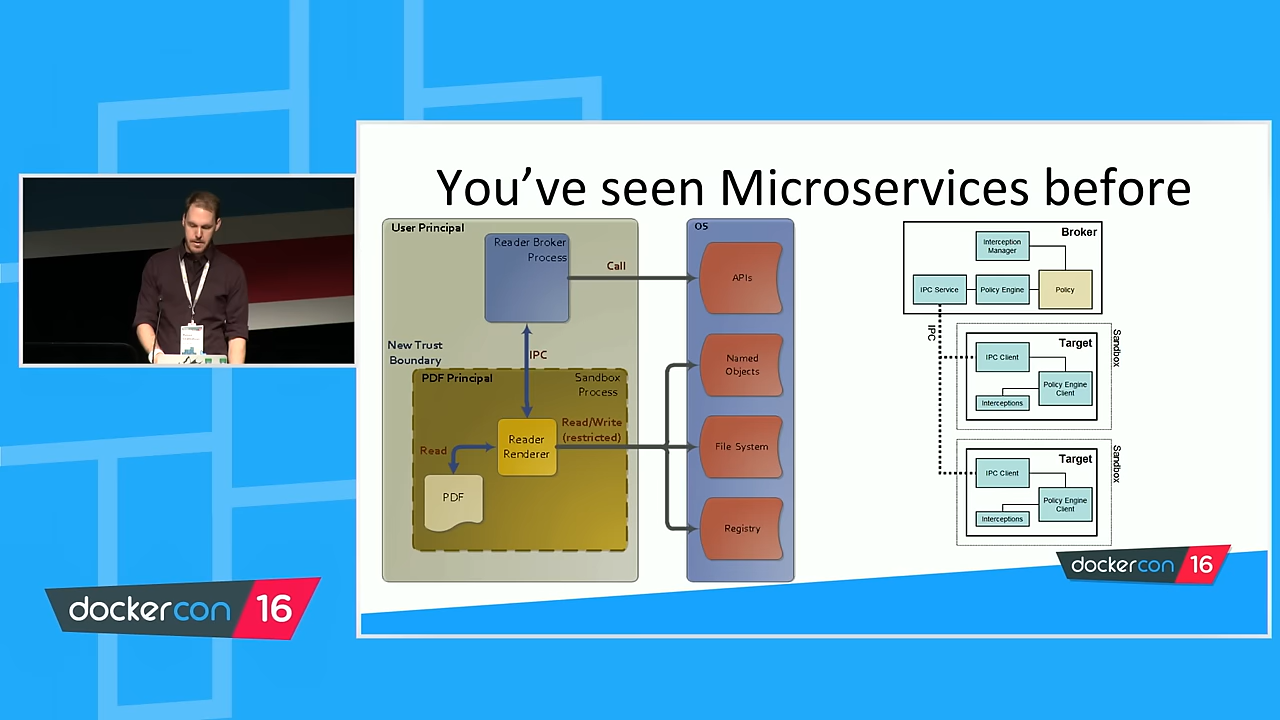 You've seen Microservices before
User Principal
Reader Broker
Process
Call
New Trust
Boundary
IPC
PDF Principal
Sandbox
Process
Read/Write
(restricted)
Read
Reader
Renderer
PDF
OS
APIs
Named
Objects
File System
Registry
Broker
Interception
Manager
IPC Service
Policy Engine
Policy
IPC
Sandbox
Target
IPC Client
Policy Engine
Client
Interceptions
Sandbox
Target
IPC Client
Policy Engine
Client
Interceptions
dockercon 16
dockercon 16